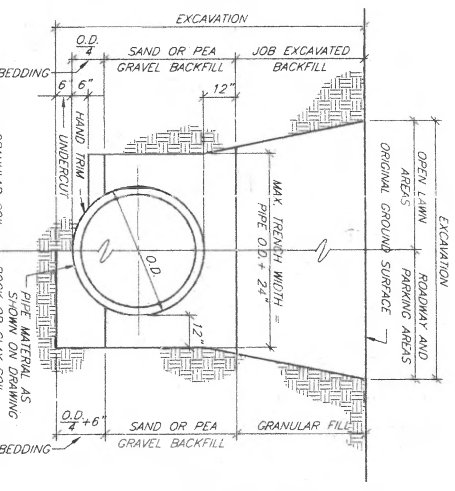 EXCAVATION
O.D.
4
SAND OR PEA
GRAVEL BACKFILL
JOB EXCAVATED
BACKFILL
BEDDING
6"
6"
12"
HAND TRIM
UNDERCUT
MAX. TRENCH WIDTH =
PIPE O.D. + 24"
O.D.
12"
EXCAVATION
OPEN LAWN
AREAS
ROADWAY AND
PARKING AREAS
ORIGINAL GROUND
SURFACE
PIPE MATERIAL AS
SHOWN ON DRAWING
O.D.
4 +6"
SAND OR PEA
GRAVEL BACKFILL
GRANULAR FILL
BEDDING